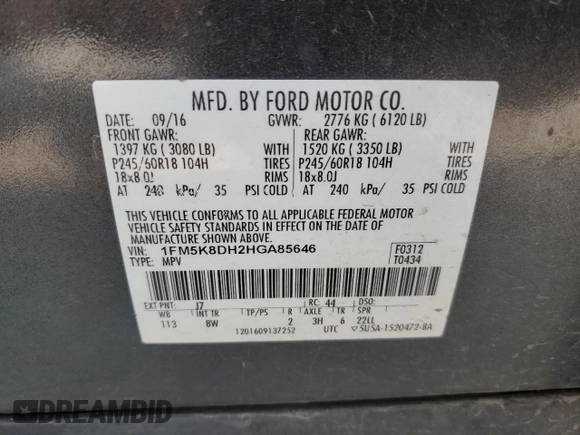 MFD. BY FORD MOTOR CO.
DATE: 09/16 GVWR: 2776 KG ( 6120 LB)
FRONT GAWR: REAR GAWR:
1397 KG ( 3080 LB) WITH 1520 KG ( 3350 LB) WITH
P245/60R18 104H TIRES P245/60R18 104H TIRES
18x8.0J RIMS 18x8.0J RIMS
AT 240 kPa/ 35 PSI COLD AT 240 kPa/ 35 PSI COLD
THIS VEHICLE CONFORMS TO ALL APPLICABLE FEDERAL MOTOR
VEHICLE SAFETY STANDARDS IN EFFECT ON THE DATE OF
MANUFACTURE SHOWN ABOVE.
VIN: 1FM5K8DH2HGA85646 F0312
TYPE: MPV T0434
EXT PNT: J7 RC: 44 DSO:
WB INT TR TP/PS R AXLE TR SPR
113 8W 2 3H 6 22LL
1201609137252 UTC ▽5U5A-1520472-BA
DREAMBID